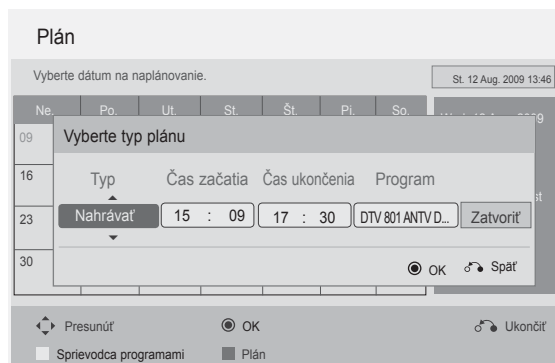 Plán
Vyberte dátum na naplánovanie.
St. 12 Aug. 2009 13:46
Ne. Po. Ut. St. Št. Pi. So.
09
Vyberte typ plánu
16
Typ Čas začatia Čas ukončenia Program
23
Nahrávať 15 : 09 17 : 30 DTV 801 ANTV D... Zatvoriť
30
OK Späť
Presunúť OK Ukončiť
Sprievodca programami Plán